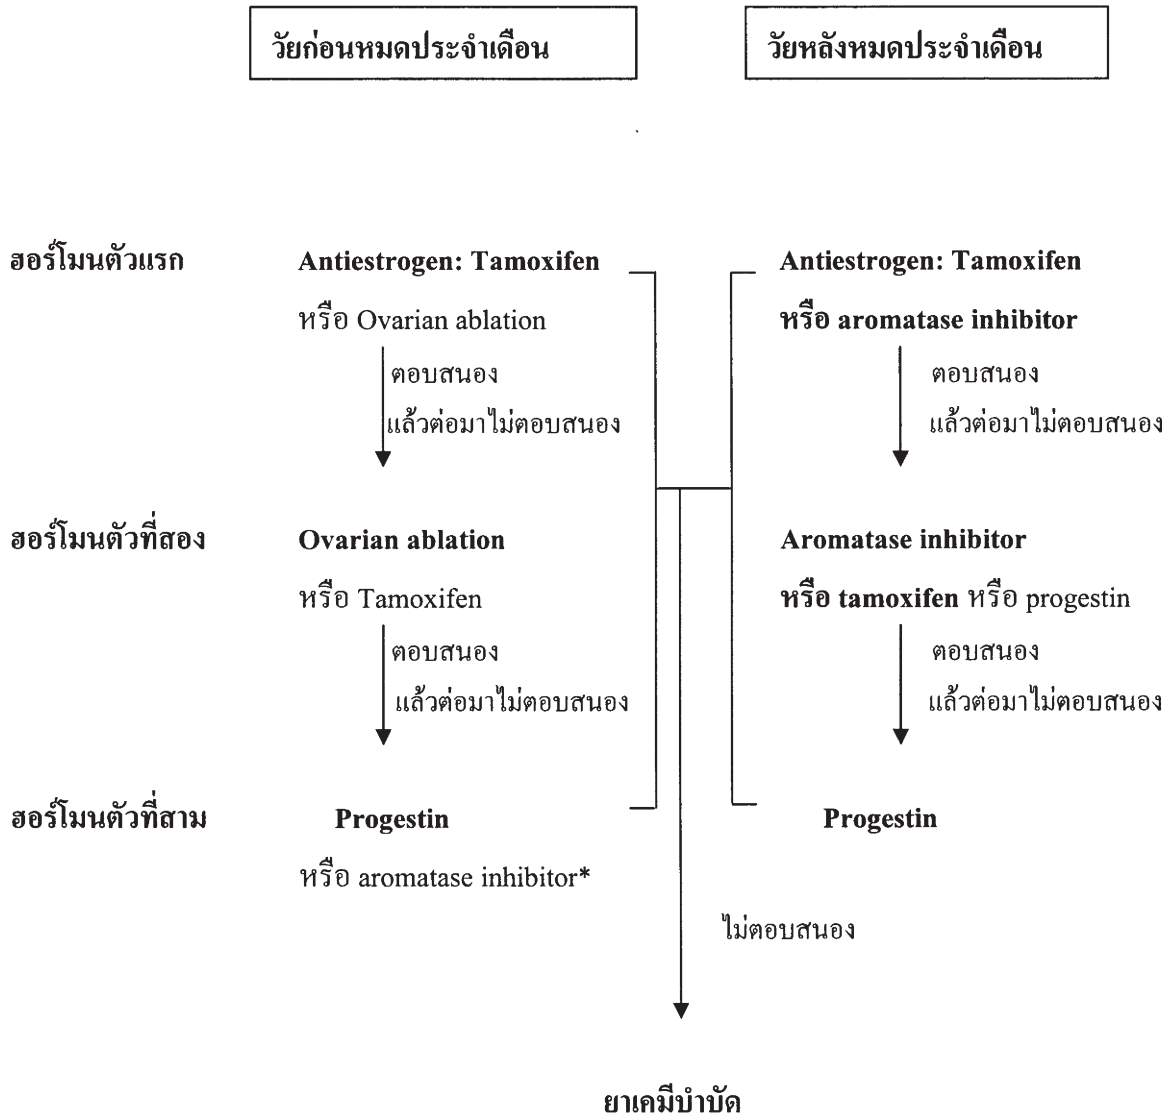 วัยก่อนหมดประจำเดือน
วัยหลังหมดประจำเดือน
ฮอร์โมนตัวแรก
Antiestrogen: Tamoxifen
หรือ Ovarian ablation
ตอบสนอง
แล้วต่อมาไม่ตอบสนอง
Antiestrogen: Tamoxifen
หรือ aromatase inhibitor
ตอบสนอง
แล้วต่อมาไม่ตอบสนอง
ฮอร์โมนตัวที่สอง
Ovarian ablation
หรือ Tamoxifen
ตอบสนอง
แล้วต่อมาไม่ตอบสนอง
Aromatase inhibitor
หรือ tamoxifen หรือ progestin
ตอบสนอง
แล้วต่อมาไม่ตอบสนอง
ฮอร์โมนตัวที่สาม
Progestin
หรือ aromatase inhibitor*
Progestin
ไม่ตอบสนอง
ยาเคมีบำบัด